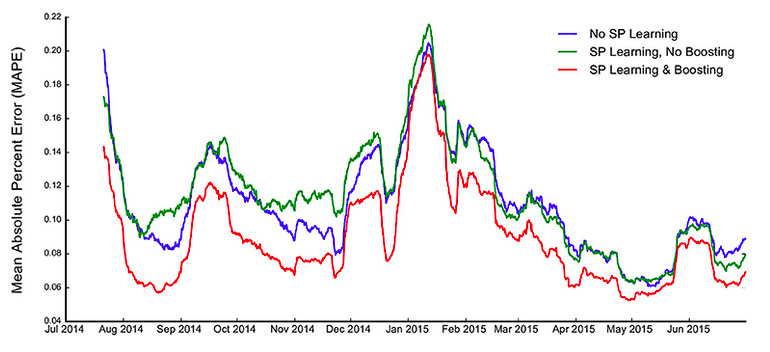 0.22
0.20
0.18
0.16
0.14
0.12
0.10
0.08
0.06
0.04
Mean Absolute Percent Error (MAPE)
No SP Learning
SP Learning, No Boosting
SP Learning & Boosting
Jul 2014 Aug 2014 Sep 2014 Oct 2014 Nov 2014 Dec 2014 Jan 2015 Feb 2015 Mar 2015 Apr 2015 May 2015 Jun 2015